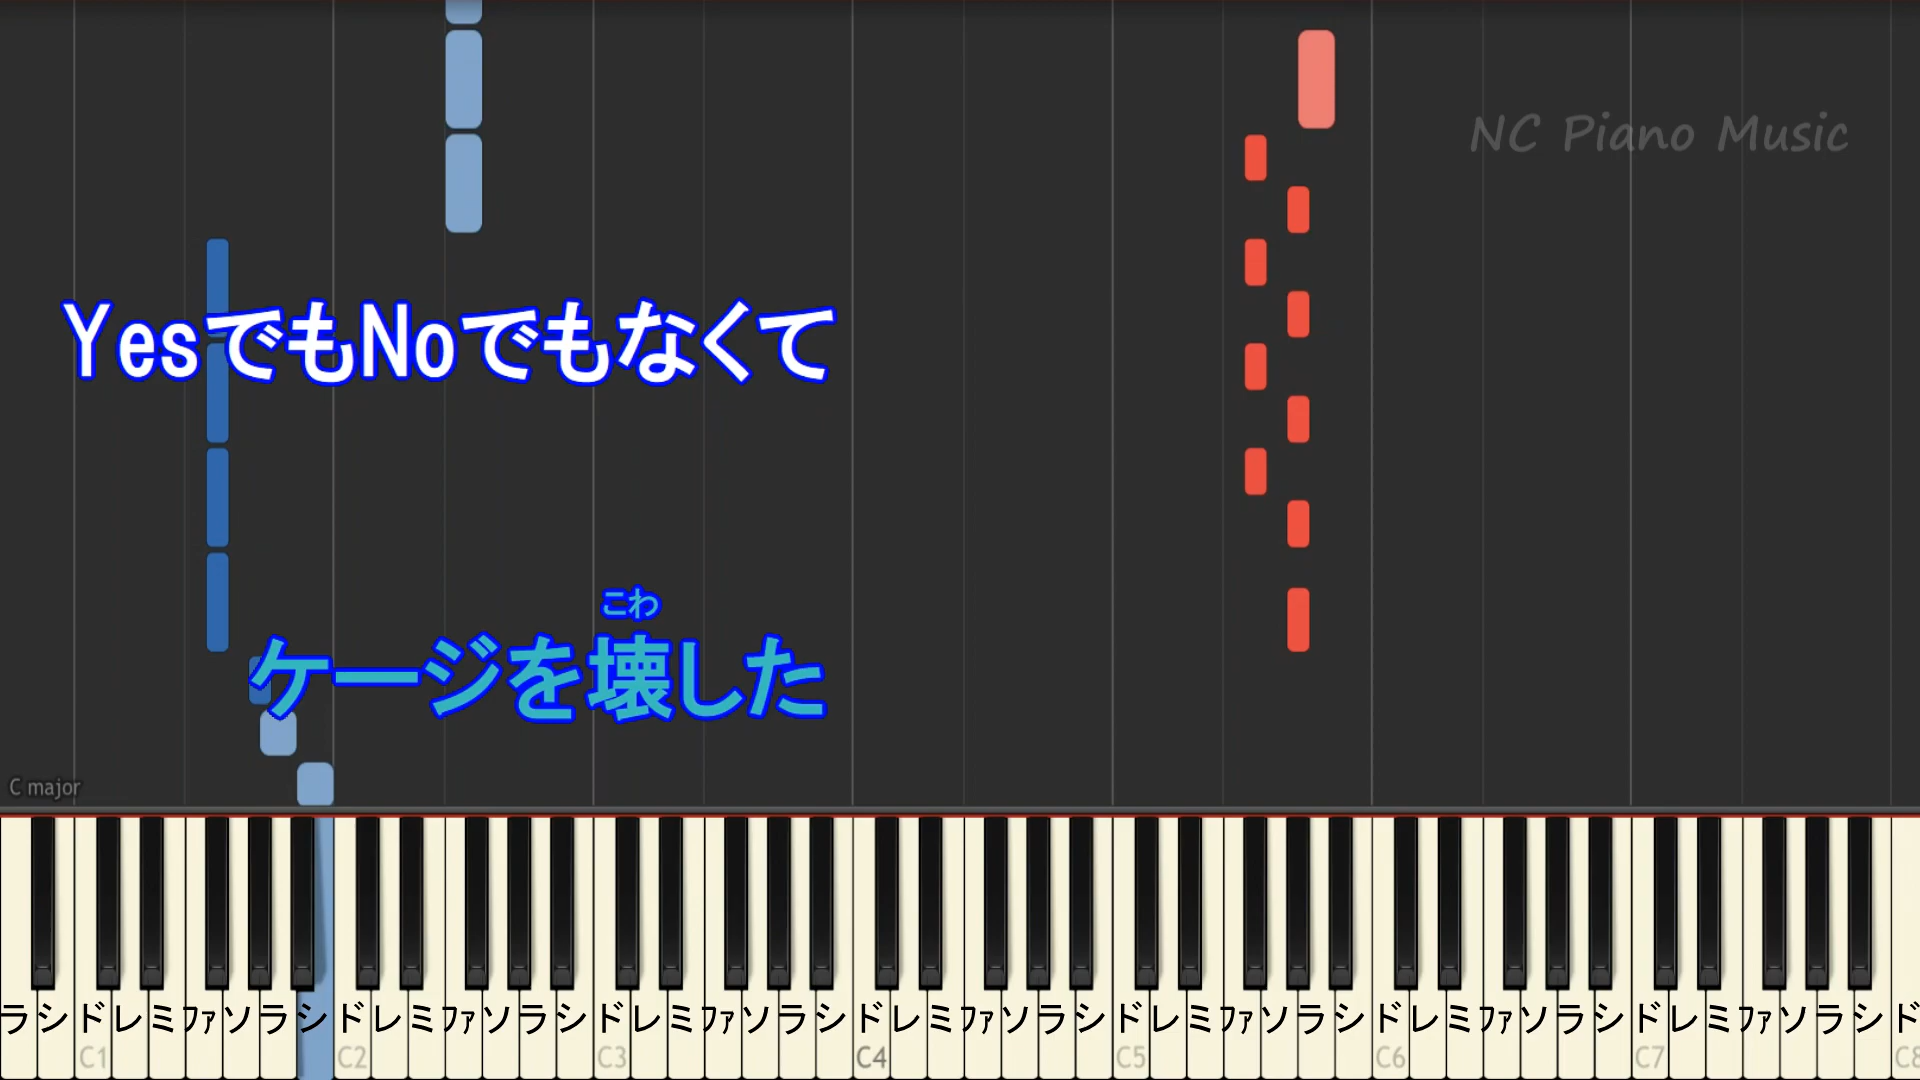 NC Piano Music
YesでもNoでもなくて
こわ
ケージを壊した
C major
ラシドレミファソラシドレミファソラシドレミファソラシドレミファソラシドレミファソラシドレミファソラシドレミファソラシド
C1 C2 C3 C4 C5 C6 C7 C8